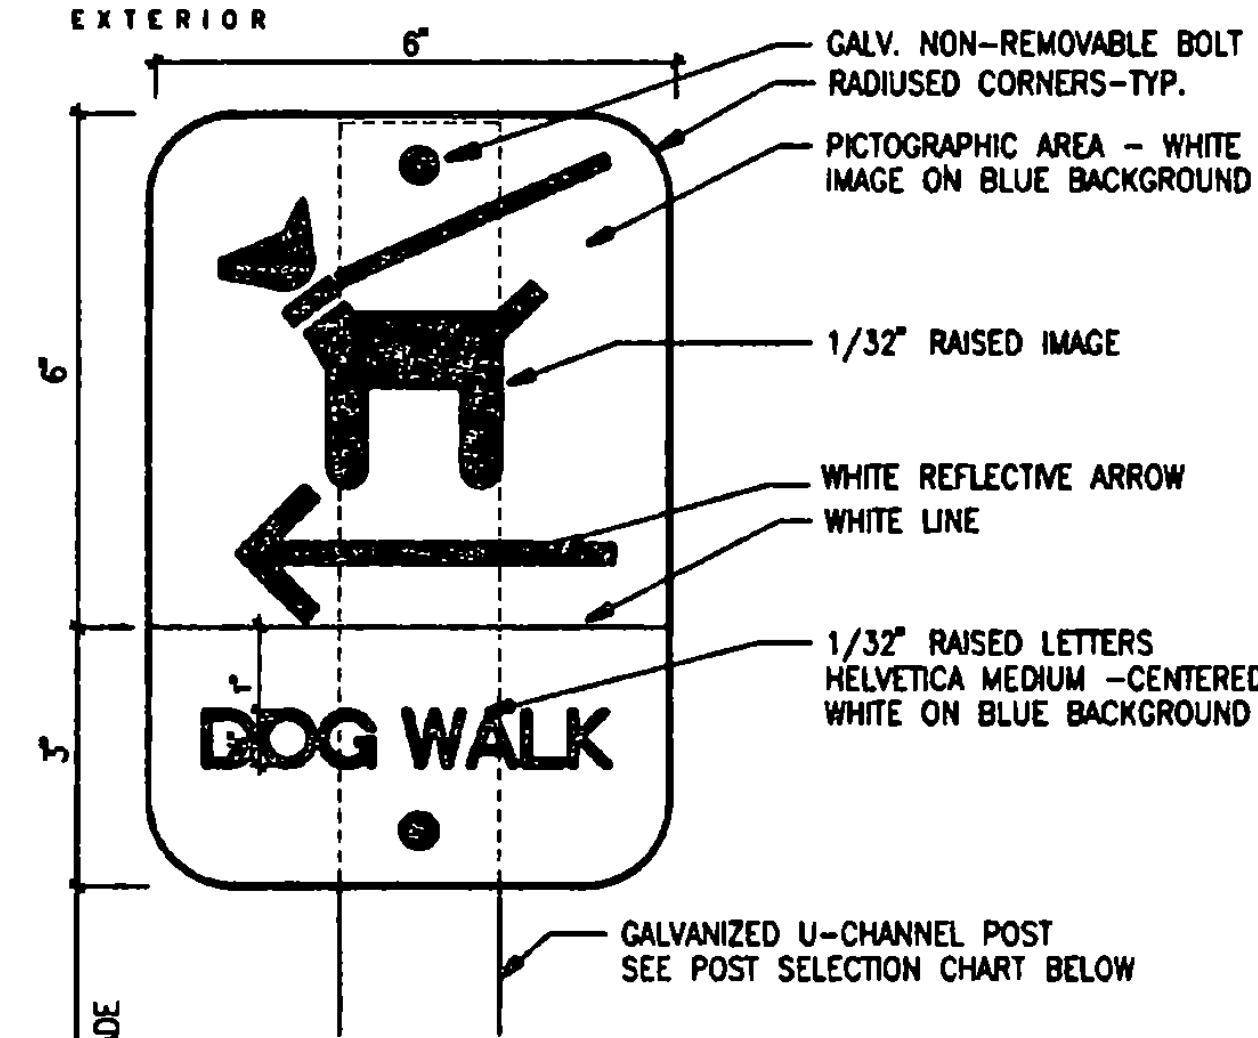 EXTERIOR
6"
GALV. NON-REMOVABLE BOLT
RADIUSED CORNERS-TYP.
PICTOGRAPHIC AREA - WHITE
IMAGE ON BLUE BACKGROUND
6"
1/32" RAISED IMAGE
WHITE REFLECTIVE ARROW
WHITE LINE
1/32" RAISED LETTERS
HELVETICA MEDIUM -CENTERED
WHITE ON BLUE BACKGROUND
1"
3"
DOG WALK
GALVANIZED U-CHANNEL POST
SEE POST SELECTION CHART BELOW